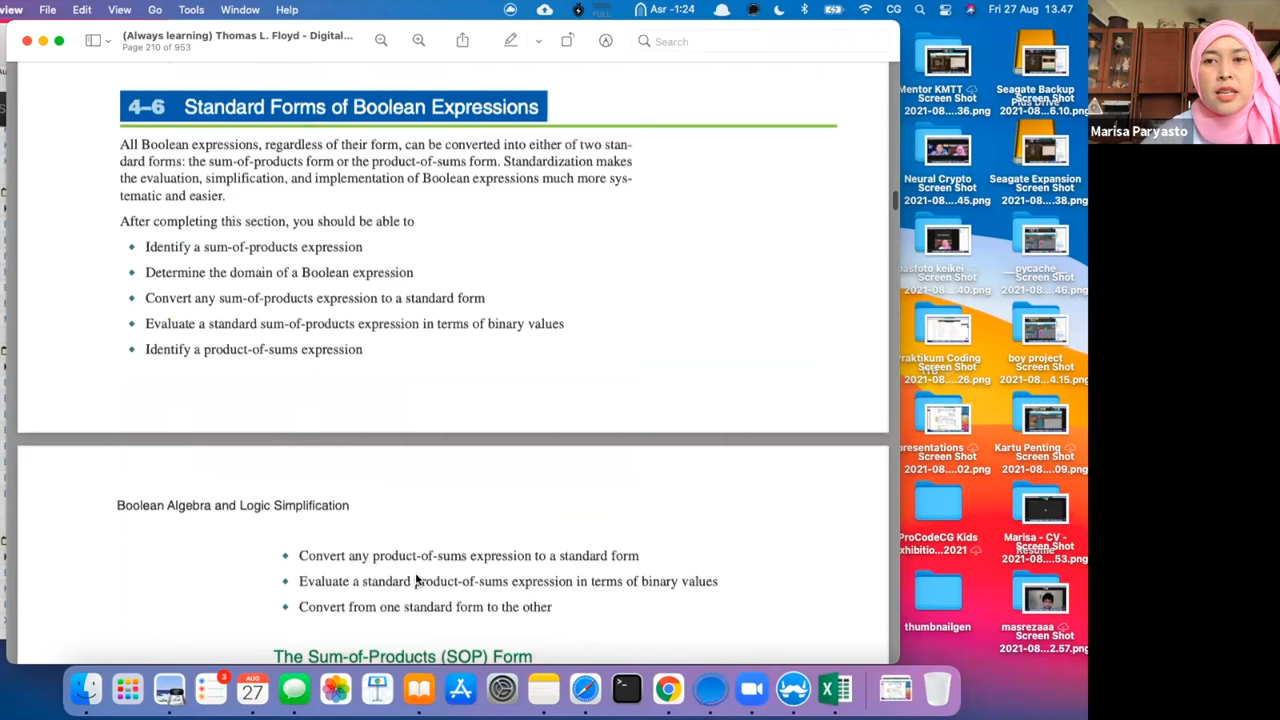 view File Edit View Go Tools Window Help
100% FULL
Asr -1:24
CG
Fri 27 Aug 13.47
(Always learning) Thomas L. Floyd - Digital...
Page 210 of 953
Search
4–6 Standard Forms of Boolean Expressions
All Boolean expressions, regardless of their form, can be converted into either of two stan-
dard forms: the sum-of-products form or the product-of-sums form. Standardization makes
the evaluation, simplification, and implementation of Boolean expressions much more sys-
tematic and easier.
After completing this section, you should be able to
Identify a sum-of-products expression
Determine the domain of a Boolean expression
Convert any sum-of-products expression to a standard form
Evaluate a standard sum-of-products expression in terms of binary values
Identify a product-of-sums expression
Boolean Algebra and Logic Simplification
Convert any product-of-sums expression to a standard form
Evaluate a standard product-of-sums expression in terms of binary values
Convert from one standard form to the other
The Sum-of-Products (SOP) Form
Mentor KMTT
Screen Shot
2021-08....36.png
Seagate Backup
Plus Drive
Screen Shot
2021-08...6.10.png
Neural Crypto
Screen Shot
2021-08....45.png
Seagate Expansion
Screen Shot
2021-08....38.png
pasfoto keikei
Screen Shot
2021-08....40.png
__pycache__
Screen Shot
2021-08....46.png
Praktikum Coding
Screen Shot
2021-08....26.png
boy project
Screen Shot
2021-08...4.15.png
presentations
Screen Shot
2021-08....02.png
Kartu Penting
Screen Shot
2021-08....09.png
ProCodeCG Kids
Exhibitio...2021
Marisa - CV -
Resume
Screen Shot
2021-08....53.png
thumbnailgen
masrezaaa
Screen Shot
2021-08...2.57.png
Marisa Paryasto
3
AUG
27